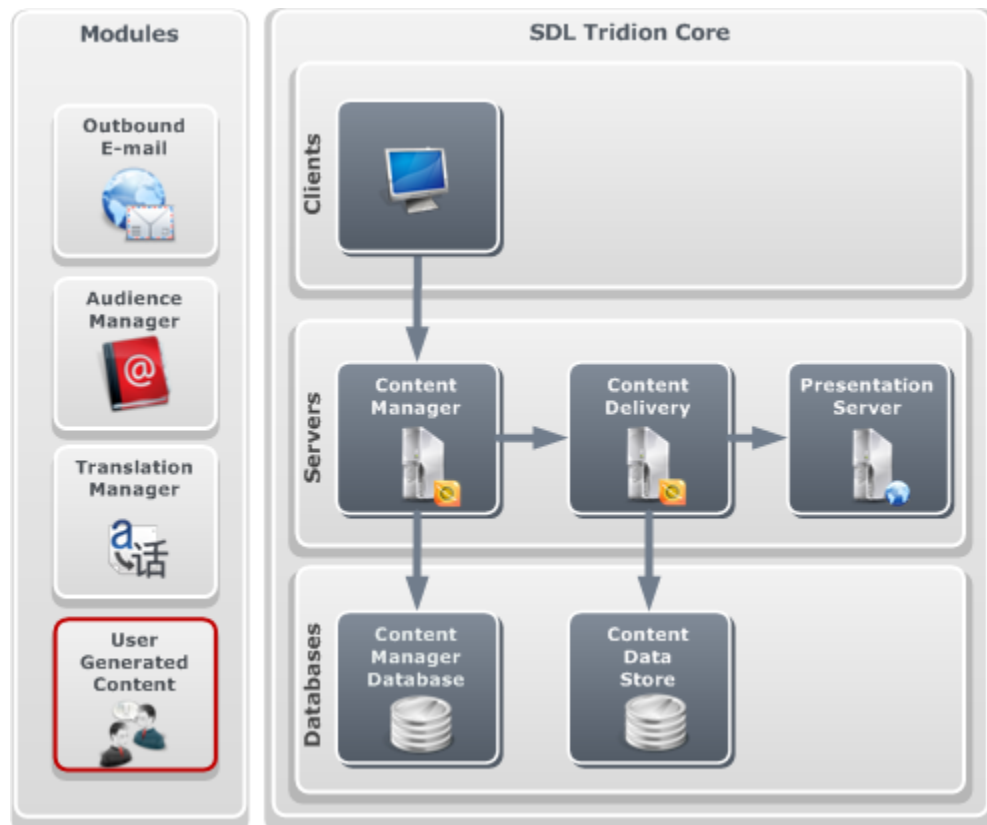 Modules
Outbound
E-mail
Audience
Manager
@
Translation
Manager
a
话
User
Generated
Content
SDL Tridion Core
Clients
Servers
Content
Manager
Content
Delivery
Presentation
Server
Databases
Content
Manager
Database
Content
Data
Store